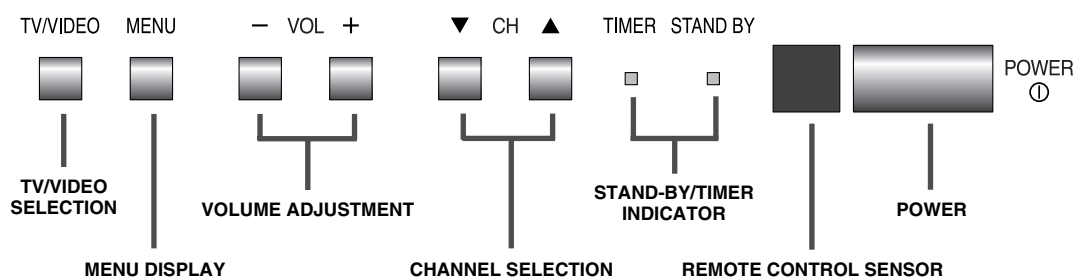 TV/VIDEO MENU − VOL + ▼ CH ▲ TIMER STAND BY
POWER
TV/VIDEO
SELECTION
VOLUME ADJUSTMENT
STAND-BY/TIMER
INDICATOR
POWER
MENU DISPLAY
CHANNEL SELECTION
REMOTE CONTROL SENSOR